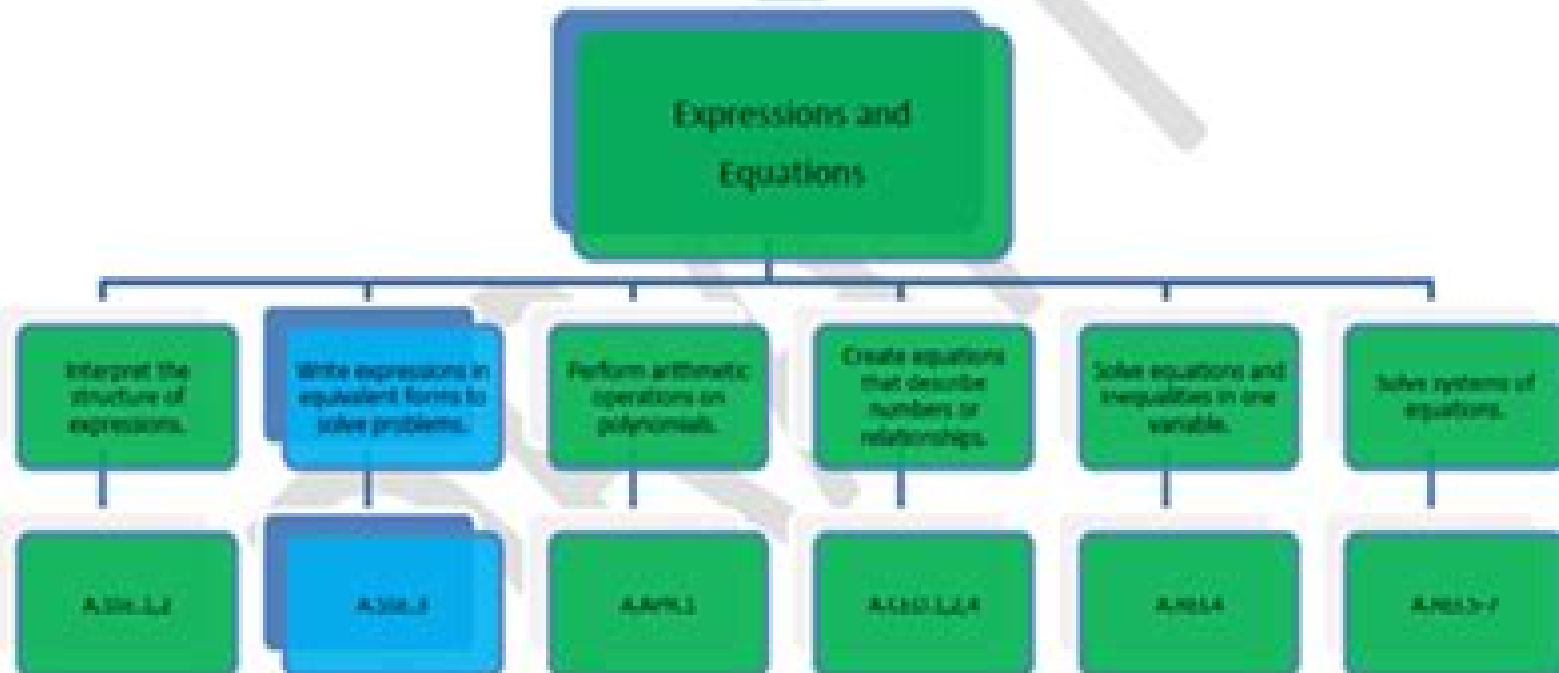 Expressions and
Equations
Interpret the
structure of
expressions.
Write expressions in
equivalent forms to
solve problems.
Perform arithmetic
operations on
polynomials.
Create equations
that describe
numbers or
relationships.
Solve equations and
inequalities in one
variable.
Solve systems of
equations.